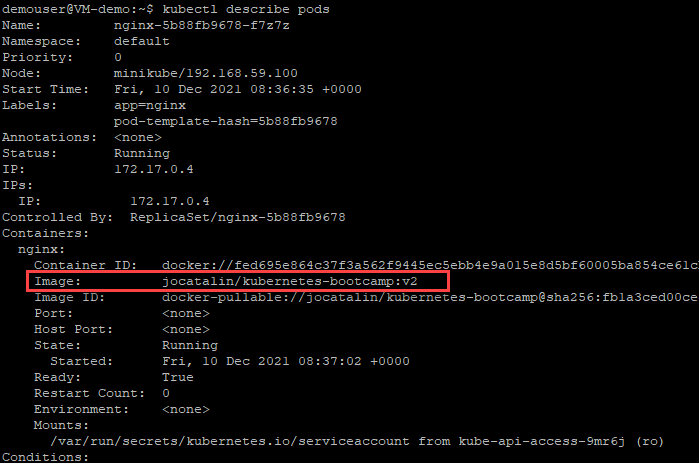 demouser@VM-demo:~$ kubectl describe pods
Name: nginx-5b88fb9678-f7z7z
Namespace: default
Priority: 0
Node: minikube/192.168.59.100
Start Time: Fri, 10 Dec 2021 08:36:35 +0000
Labels: app=nginx
pod-template-hash=5b88fb9678
Annotations: <none>
Status: Running
IP: 172.17.0.4
IPs:
IP: 172.17.0.4
Controlled By: ReplicaSet/nginx-5b88fb9678
Containers:
nginx:
Container ID: docker://fed695e864c37f3a562f9445ec5ebb4e9a015e8d5bf60005ba854ce61c
Image: jocatalin/kubernetes-bootcamp:v2
Image ID: docker-pullable://jocatalin/kubernetes-bootcamp@sha256:fb1a3ced00ce
Port: <none>
Host Port: <none>
State: Running
Started: Fri, 10 Dec 2021 08:37:02 +0000
Ready: True
Restart Count: 0
Environment: <none>
Mounts:
/var/run/secrets/kubernetes.io/serviceaccount from kube-api-access-9mr6j (ro)
Conditions: